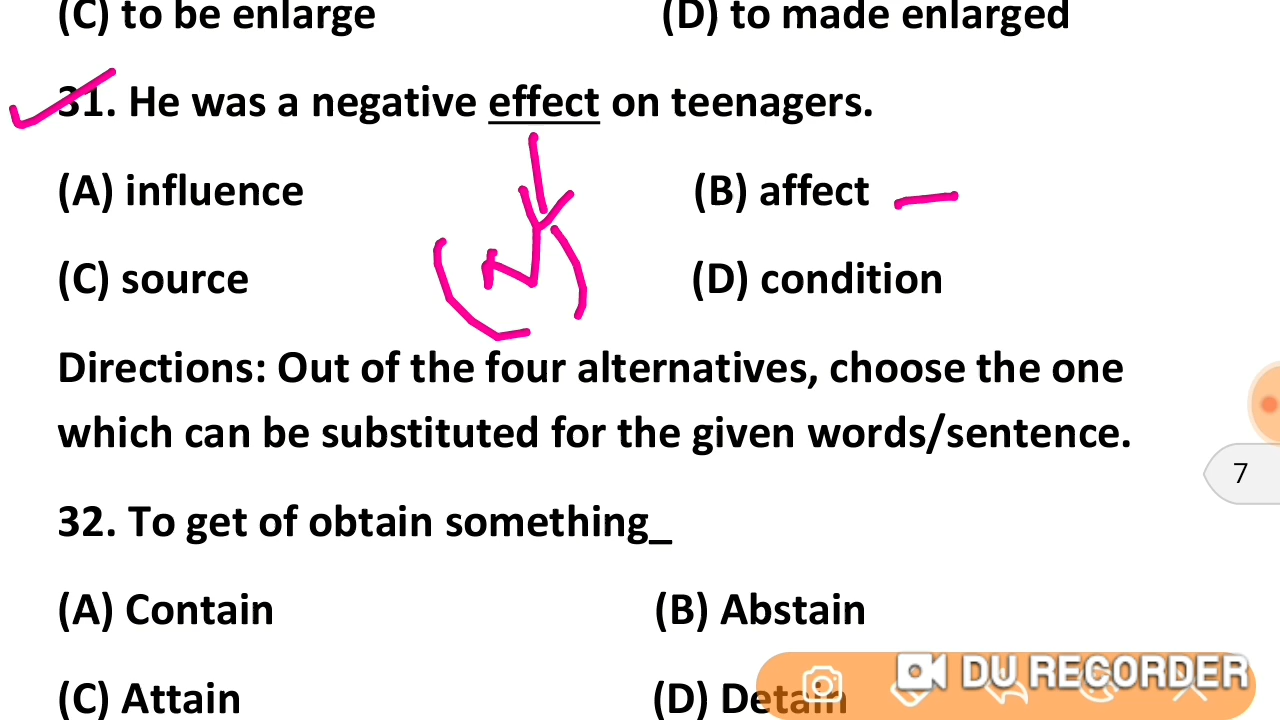 (C) to be enlarge (D) to made enlarged
31. He was a negative effect on teenagers.
(A) influence (B) affect
(C) source (D) condition
Directions: Out of the four alternatives, choose the one
which can be substituted for the given words/sentence.
7
32. To get of obtain something_
(A) Contain (B) Abstain
(C) Attain (D) Detain
DU RECORDER